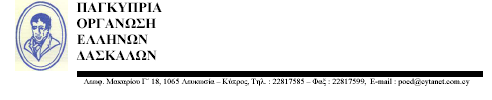 ΠΑΓΚΥΠΡΙΑ
ΟΡΓΑΝΩΣΗ
ΕΛΛΗΝΩΝ
ΔΑΣΚΑΛΩΝ
Λεωφ. Μακαρίου Γ΄ 18, 1065 Λευκωσία – Κύπρος, Τηλ. : 22817585 – Φαξ : 22817599, E-mail : poed@cytanet.com.cy